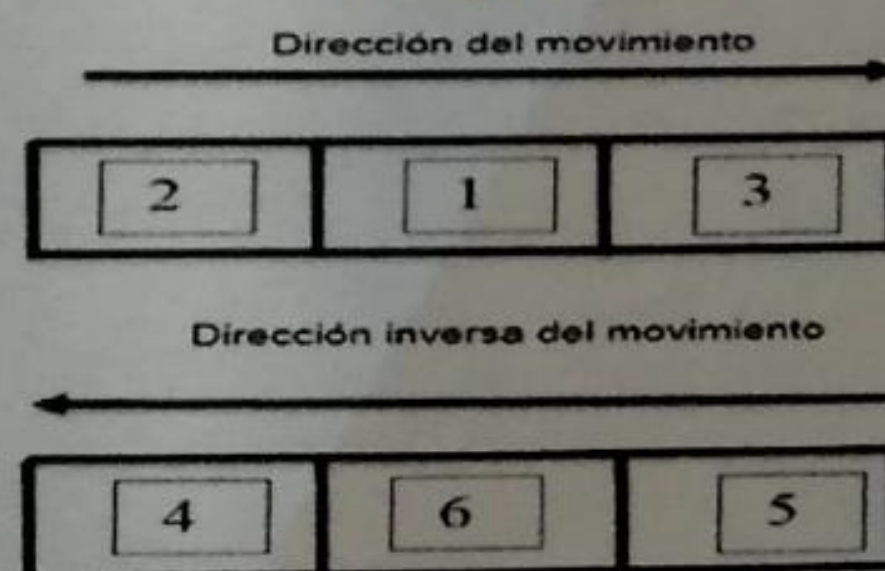 Dirección del movimiento
2 1 3
Dirección inversa del movimiento
4 6 5